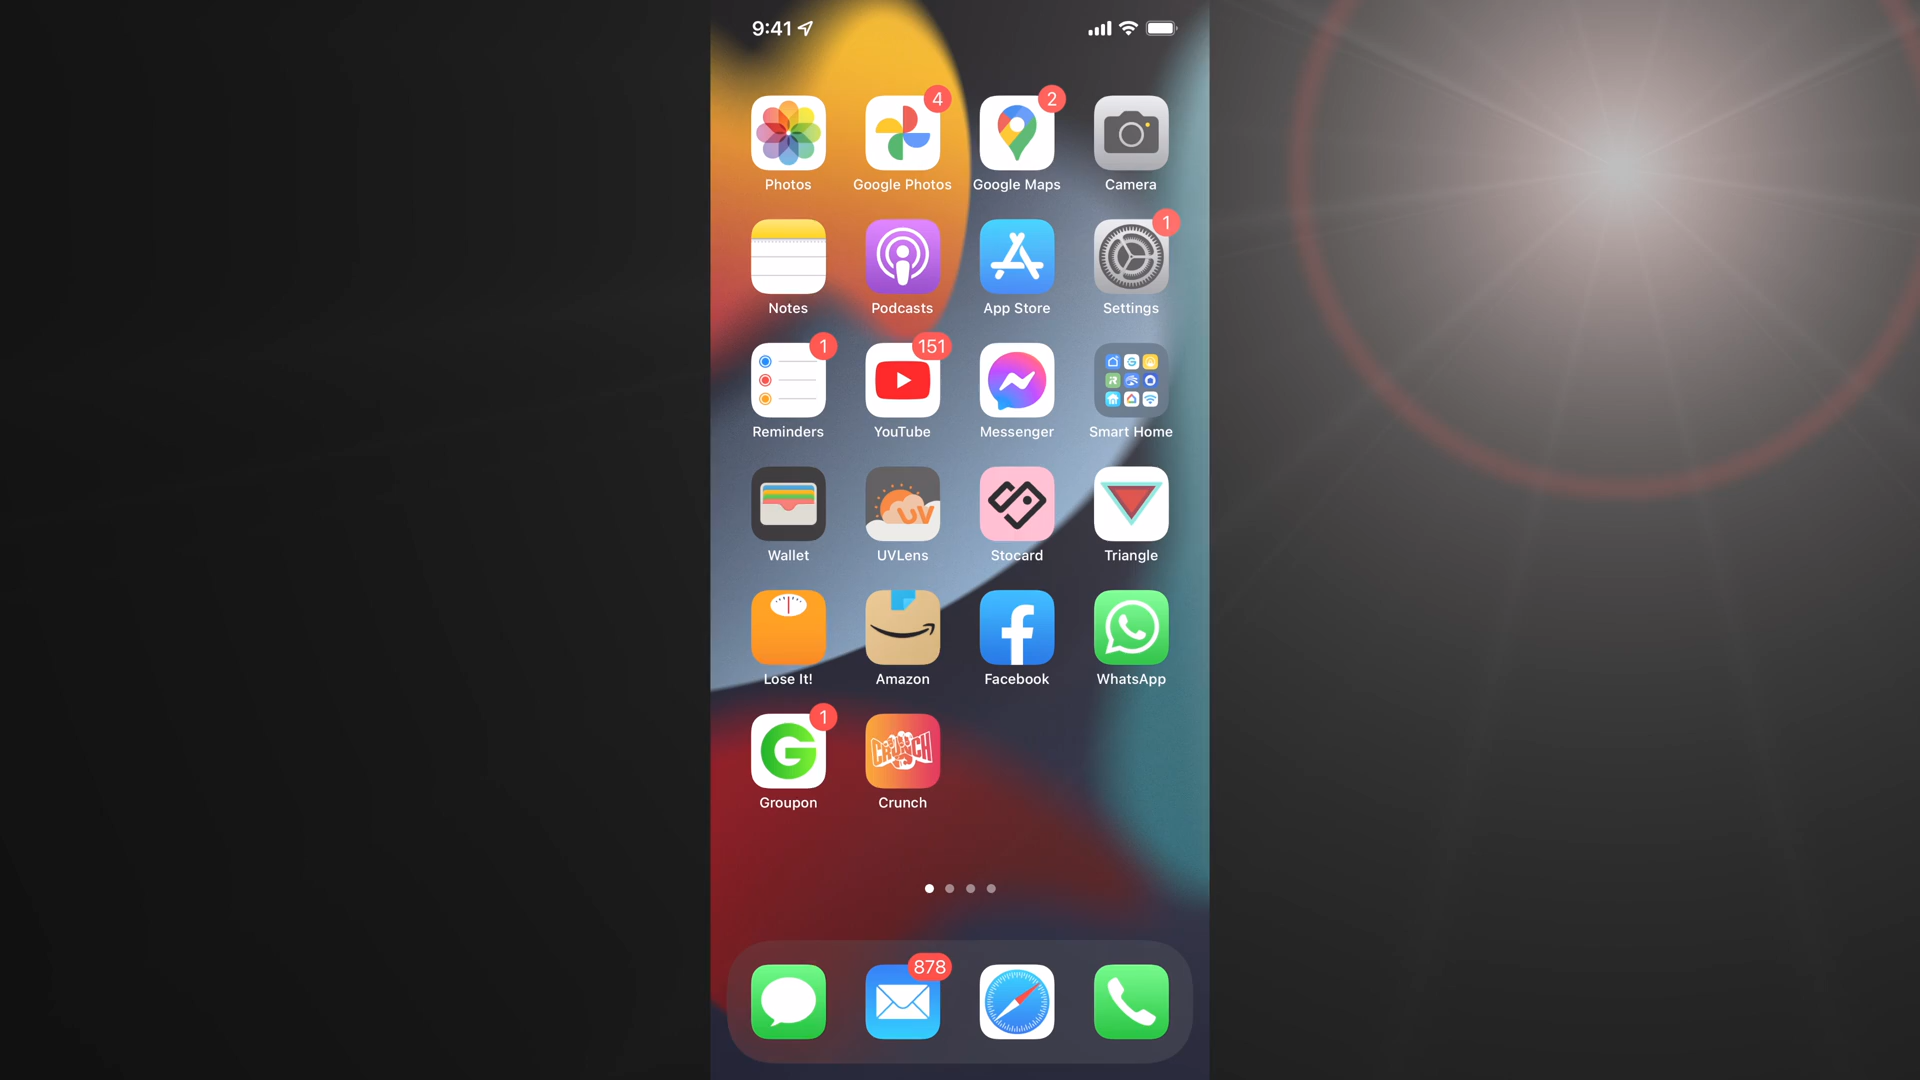 9:41
4
2
Photos
Google Photos
Google Maps
Camera
1
Notes
Podcasts
App Store
Settings
1
151
Reminders
YouTube
Messenger
Smart Home
UV
Wallet
UVLens
Stocard
Triangle
Lose It!
Amazon
Facebook
WhatsApp
1
CRUNCH
Groupon
Crunch
878